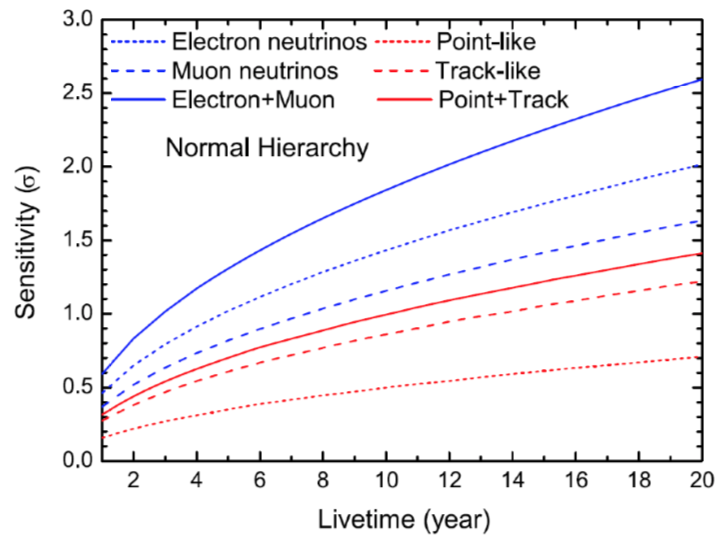 3.0
Electron neutrinos Point-like
Muon neutrinos Track-like
2.5
Electron+Muon Point+Track
Normal Hierarchy
2.0
Sensitivity (σ)
1.5
1.0
0.5
0.0
2 4 6 8 10 12 14 16 18 20
Livetime (year)